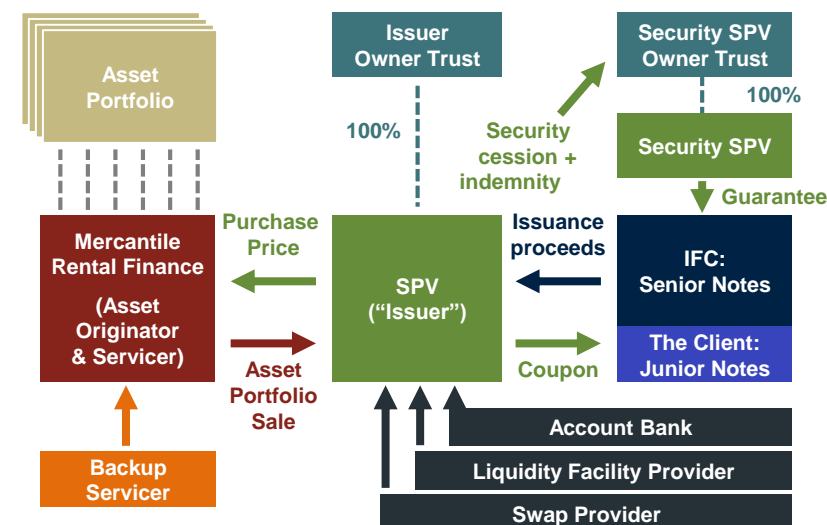 Asset
Portfolio
Issuer
Owner Trust
Security SPV
Owner Trust
100%
100%
Security
cession +
indemnity
Security SPV
Guarantee
Mercantile
Rental Finance
(Asset
Originator
& Servicer)
Purchase
Price
Asset
Portfolio
Sale
SPV
(“Issuer”)
Issuance
proceeds
Coupon
IFC:
Senior Notes
The Client:
Junior Notes
Backup
Servicer
Account Bank
Liquidity Facility Provider
Swap Provider